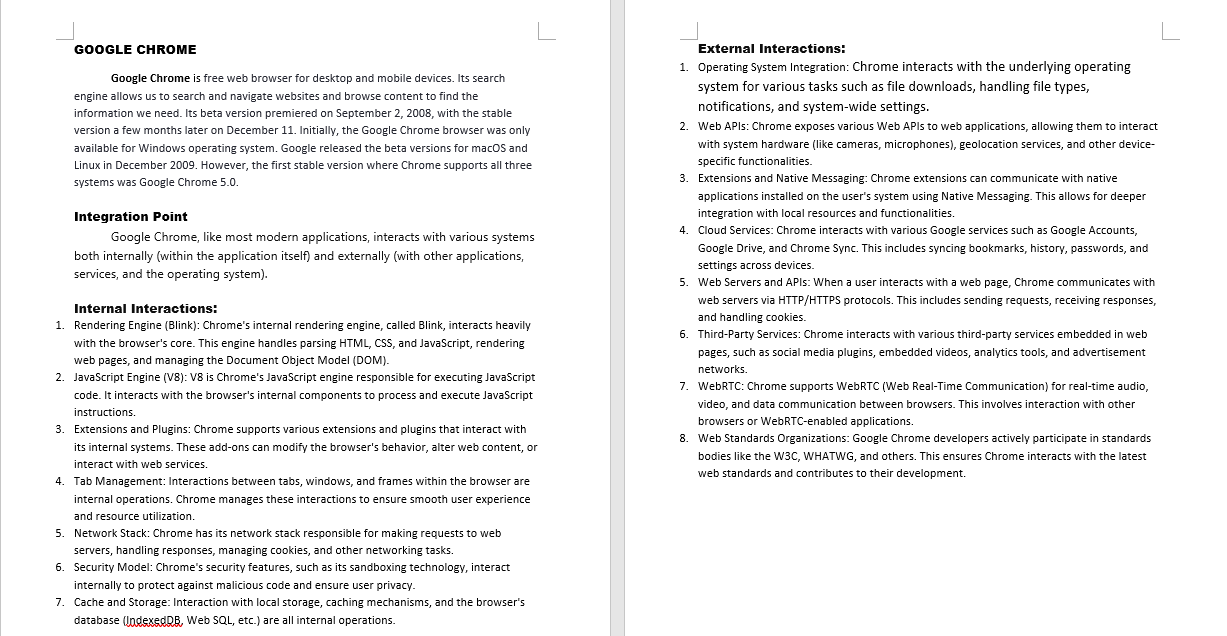 GOOGLE CHROME
Google Chrome is free web browser for desktop and mobile devices. Its search
engine allows us to search and navigate websites and browse content to find the
information we need. Its beta version premiered on September 2, 2008, with the stable
version a few months later on December 11. Initially, the Google Chrome browser was only
available for Windows operating system. Google released the beta versions for macOS and
Linux in December 2009. However, the first stable version where Chrome supports all three
systems was Google Chrome 5.0.
Integration Point
Google Chrome, like most modern applications, interacts with various systems
both internally (within the application itself) and externally (with other applications,
services, and the operating system).
Internal Interactions:
1. Rendering Engine (Blink): Chrome's internal rendering engine, called Blink, interacts heavily
with the browser's core. This engine handles parsing HTML, CSS, and JavaScript, rendering
web pages, and managing the Document Object Model (DOM).
2. JavaScript Engine (V8): V8 is Chrome's JavaScript engine responsible for executing JavaScript
code. It interacts with the browser's internal components to process and execute JavaScript
instructions.
3. Extensions and Plugins: Chrome supports various extensions and plugins that interact with
its internal systems. These add-ons can modify the browser's behavior, alter web content, or
interact with web services.
4. Tab Management: Interactions between tabs, windows, and frames within the browser are
internal operations. Chrome manages these interactions to ensure smooth user experience
and resource utilization.
5. Network Stack: Chrome has its network stack responsible for making requests to web
servers, handling responses, managing cookies, and other networking tasks.
6. Security Model: Chrome's security features, such as its sandboxing technology, interact
internally to protect against malicious code and ensure user privacy.
7. Cache and Storage: Interaction with local storage, caching mechanisms, and the browser's
database (IndexedDB, Web SQL, etc.) are all internal operations.
External Interactions:
1. Operating System Integration: Chrome interacts with the underlying operating
system for various tasks such as file downloads, handling file types,
notifications, and system-wide settings.
2. Web APIs: Chrome exposes various Web APIs to web applications, allowing them to interact
with system hardware (like cameras, microphones), geolocation services, and other device-
specific functionalities.
3. Extensions and Native Messaging: Chrome extensions can communicate with native
applications installed on the user's system using Native Messaging. This allows for deeper
integration with local resources and functionalities.
4. Cloud Services: Chrome interacts with various Google services such as Google Accounts,
Google Drive, and Chrome Sync. This includes syncing bookmarks, history, passwords, and
settings across devices.
5. Web Servers and APIs: When a user interacts with a web page, Chrome communicates with
web servers via HTTP/HTTPS protocols. This includes sending requests, receiving responses,
and handling cookies.
6. Third-Party Services: Chrome interacts with various third-party services embedded in web
pages, such as social media plugins, embedded videos, analytics tools, and advertisement
networks.
7. WebRTC: Chrome supports WebRTC (Web Real-Time Communication) for real-time audio,
video, and data communication between browsers. This involves interaction with other
browsers or WebRTC-enabled applications.
8. Web Standards Organizations: Google Chrome developers actively participate in standards
bodies like the W3C, WHATWG, and others. This ensures Chrome interacts with the latest
web standards and contributes to their development.